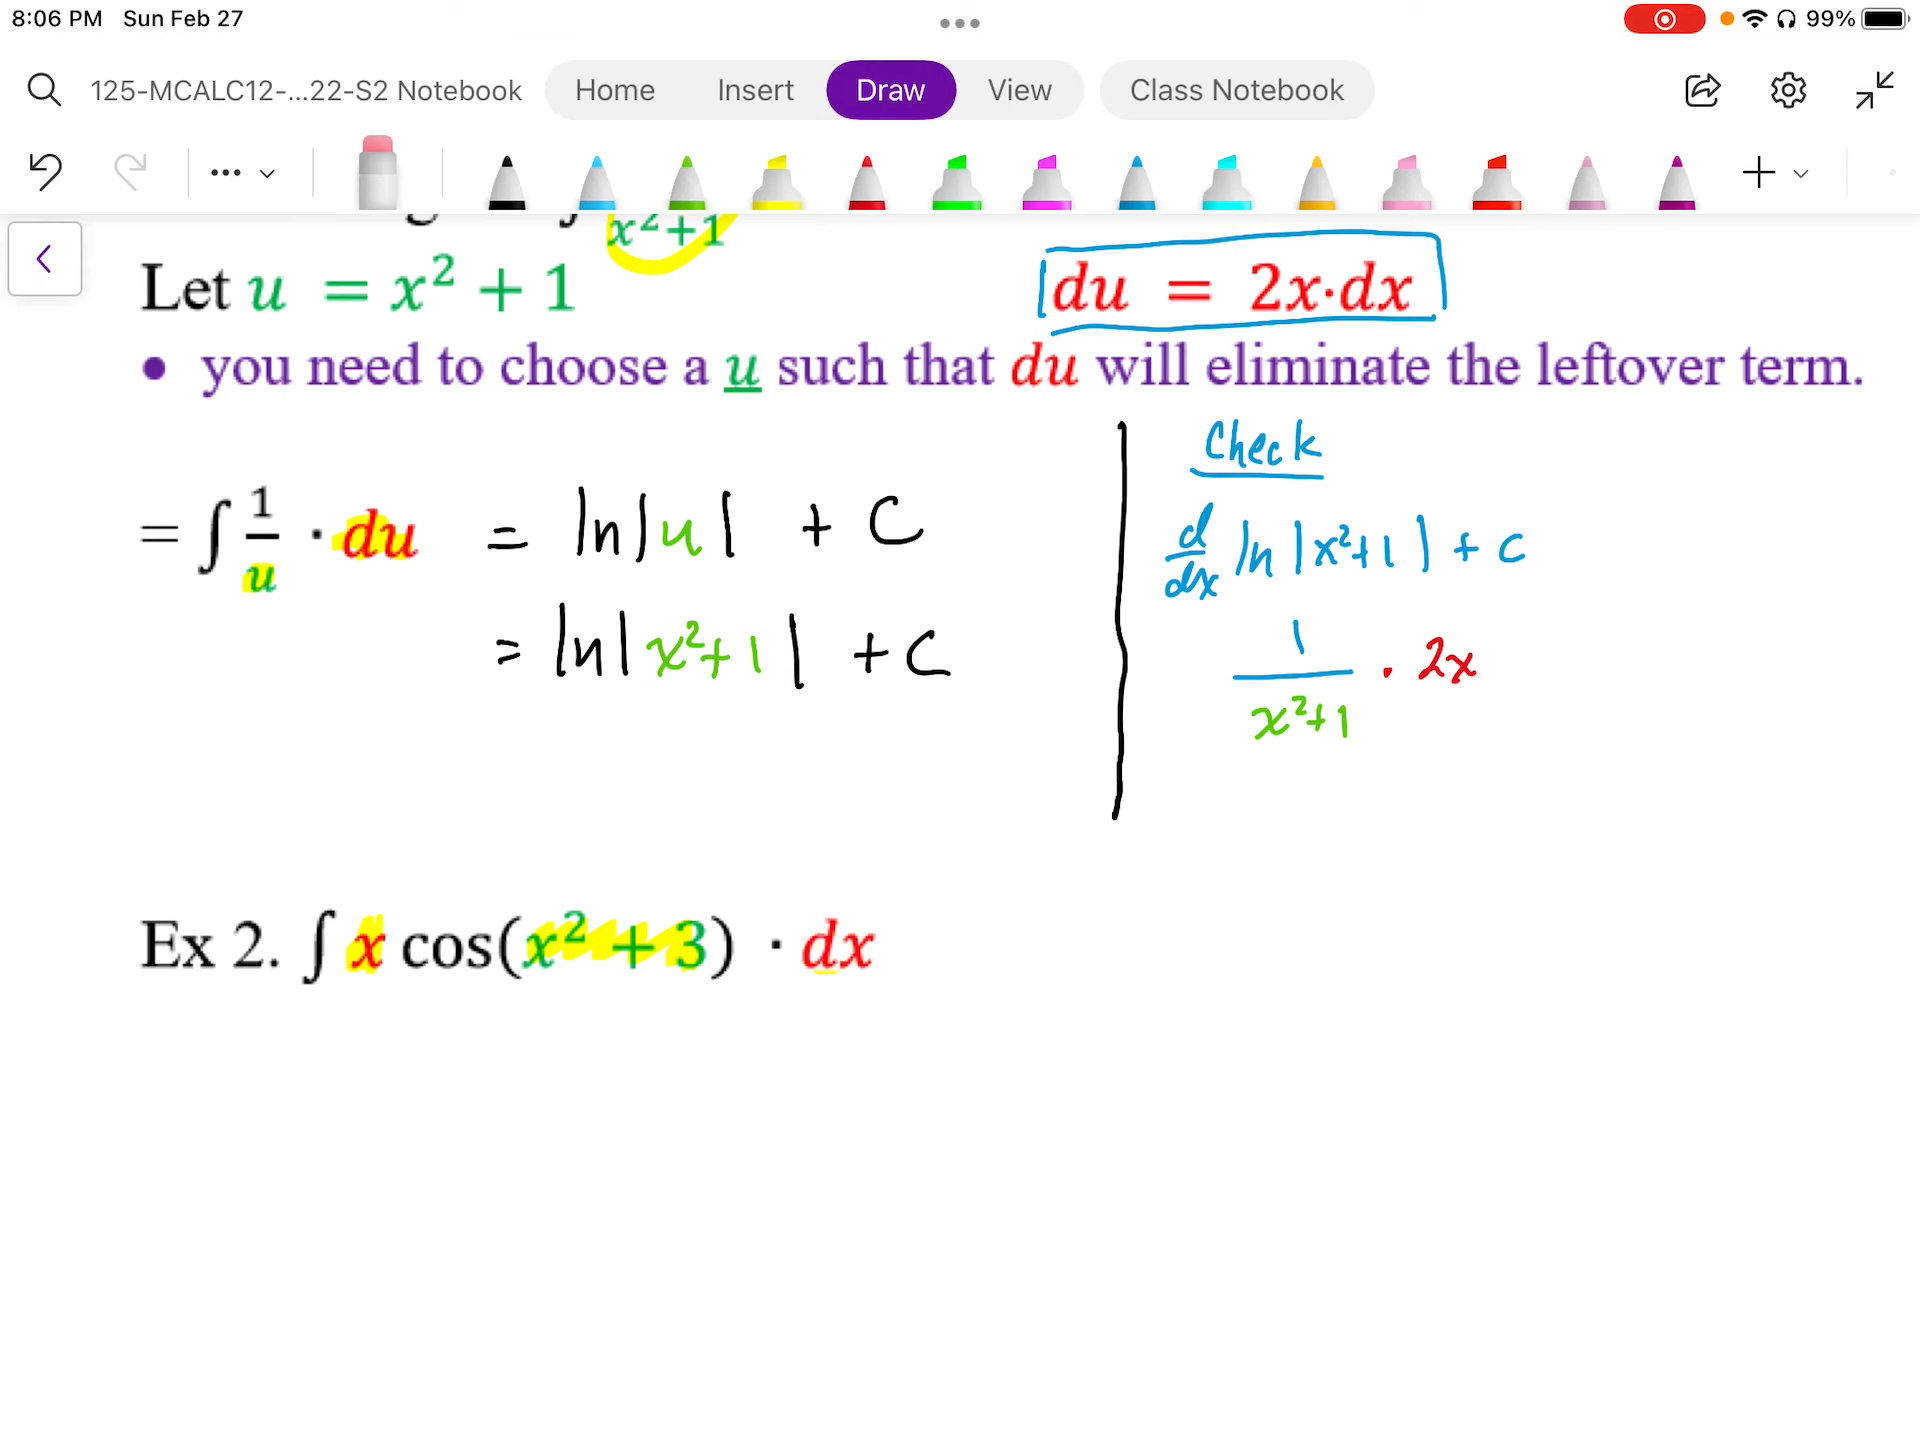 8:06 PM Sun Feb 27 99%
125-MCALC12-...22-S2 Notebook Home Insert Draw View Class Notebook
x²+1
Let u = x² + 1 du = 2x·dx
• you need to choose a u such that du will eliminate the leftover term.
Check
= ∫ 1/u · du = ln|u| + C
d/dx ln|x²+1| + C
= ln|x²+1| + C
1/(x²+1) · 2x
Ex 2. ∫ x cos(x² + 3) · dx